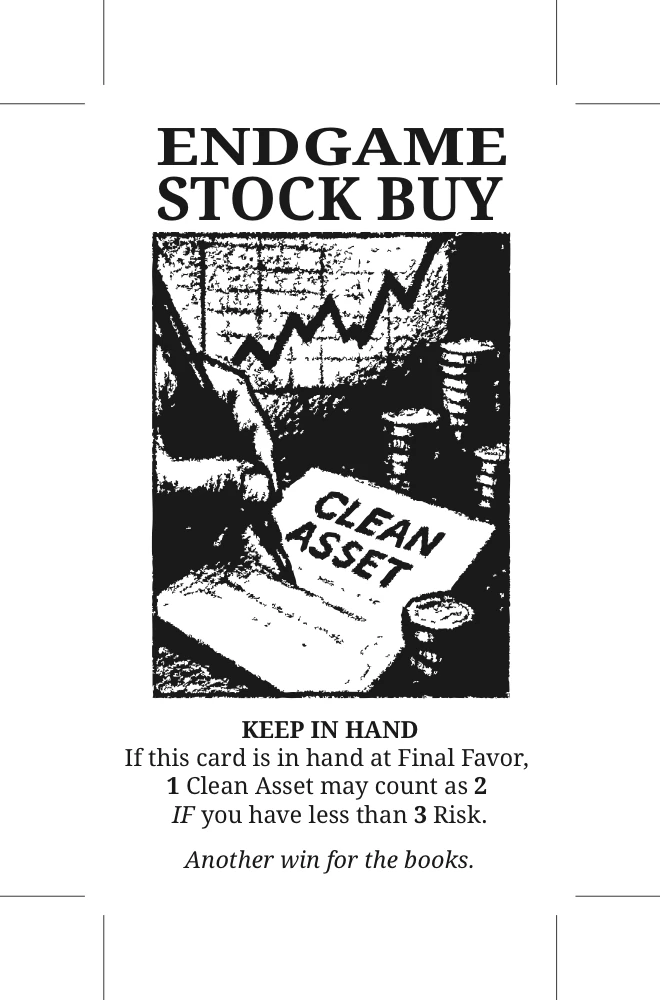 ENDGAME
STOCK BUY
CLEAN
ASSET
KEEP IN HAND
If this card is in hand at Final Favor,
1 Clean Asset may count as 2
IF you have less than 3 Risk.
Another win for the books.